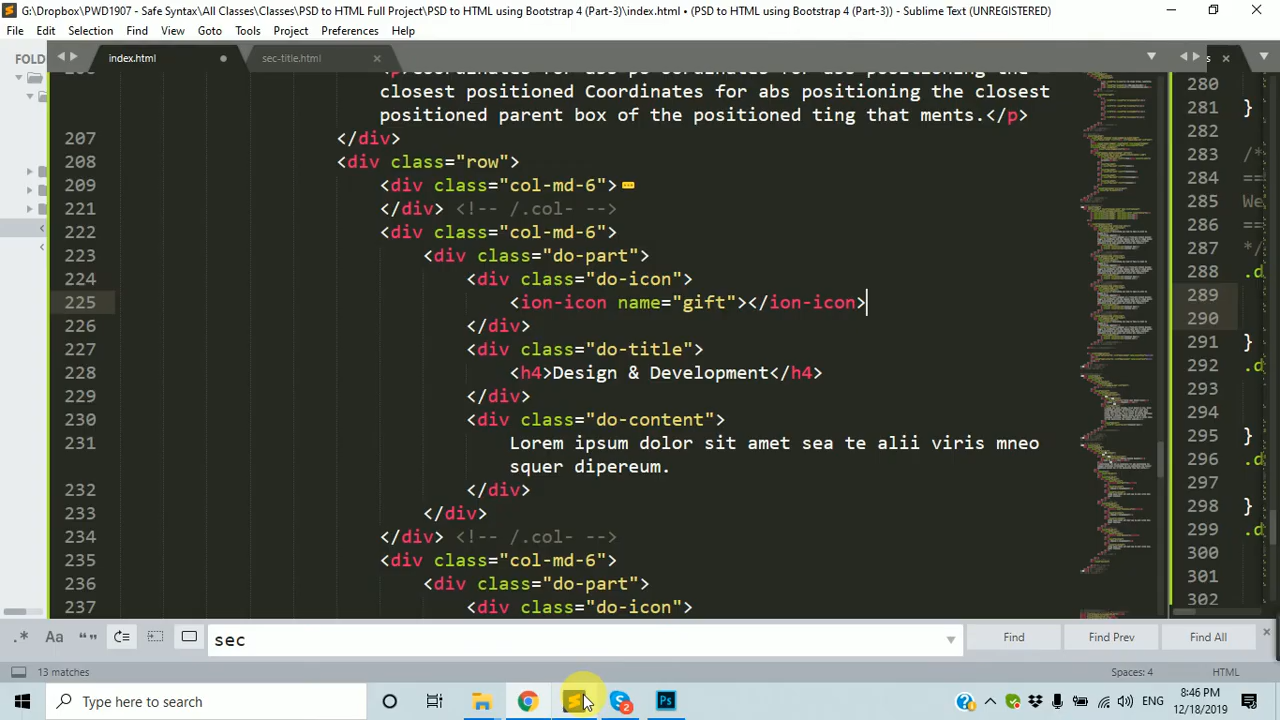 G:\Dropbox\PWD1907 - Safe Syntax\All Classes\Classes\PSD to HTML Full Project\PSD to HTML using Bootstrap 4 (Part-3)\index.html • (PSD to HTML using Bootstrap 4 (Part-3)) - Sublime Text (UNREGISTERED)
File Edit Selection Find View Goto Tools Project Preferences Help
FOLD
index.html
sec-title.html
s
closest positioned Coordinates for abs positioning the closest
postioned parent box of the positioned ting that ments.</p>
207 </div>
208 <div class="row">
209 <div class="col-md-6">
221 </div> <!-- /.col- -->
222 <div class="col-md-6">
223 <div class="do-part">
224 <div class="do-icon">
225 <ion-icon name="gift"></ion-icon>
226 </div>
227 <div class="do-title">
228 <h4>Design & Development</h4>
229 </div>
230 <div class="do-content">
231 Lorem ipsum dolor sit amet sea te alii viris mneo
squer dipereum.
232 </div>
233 </div>
234 </div> <!-- /.col- -->
235 <div class="col-md-6">
236 <div class="do-part">
237 <div class="do-icon">
280
281 }
282
283 /*
284 ==
285 We
286 ==
287 */
288 .d
289
290
291 }
292 .d
293
294
295 }
296 .d
297
298 }
299 .d
300
301
302
.* Aa “” sec Find Find Prev Find All
13 matches Spaces: 4 HTML
Type here to search
2
Ps
ENG
8:46 PM
12/18/2019